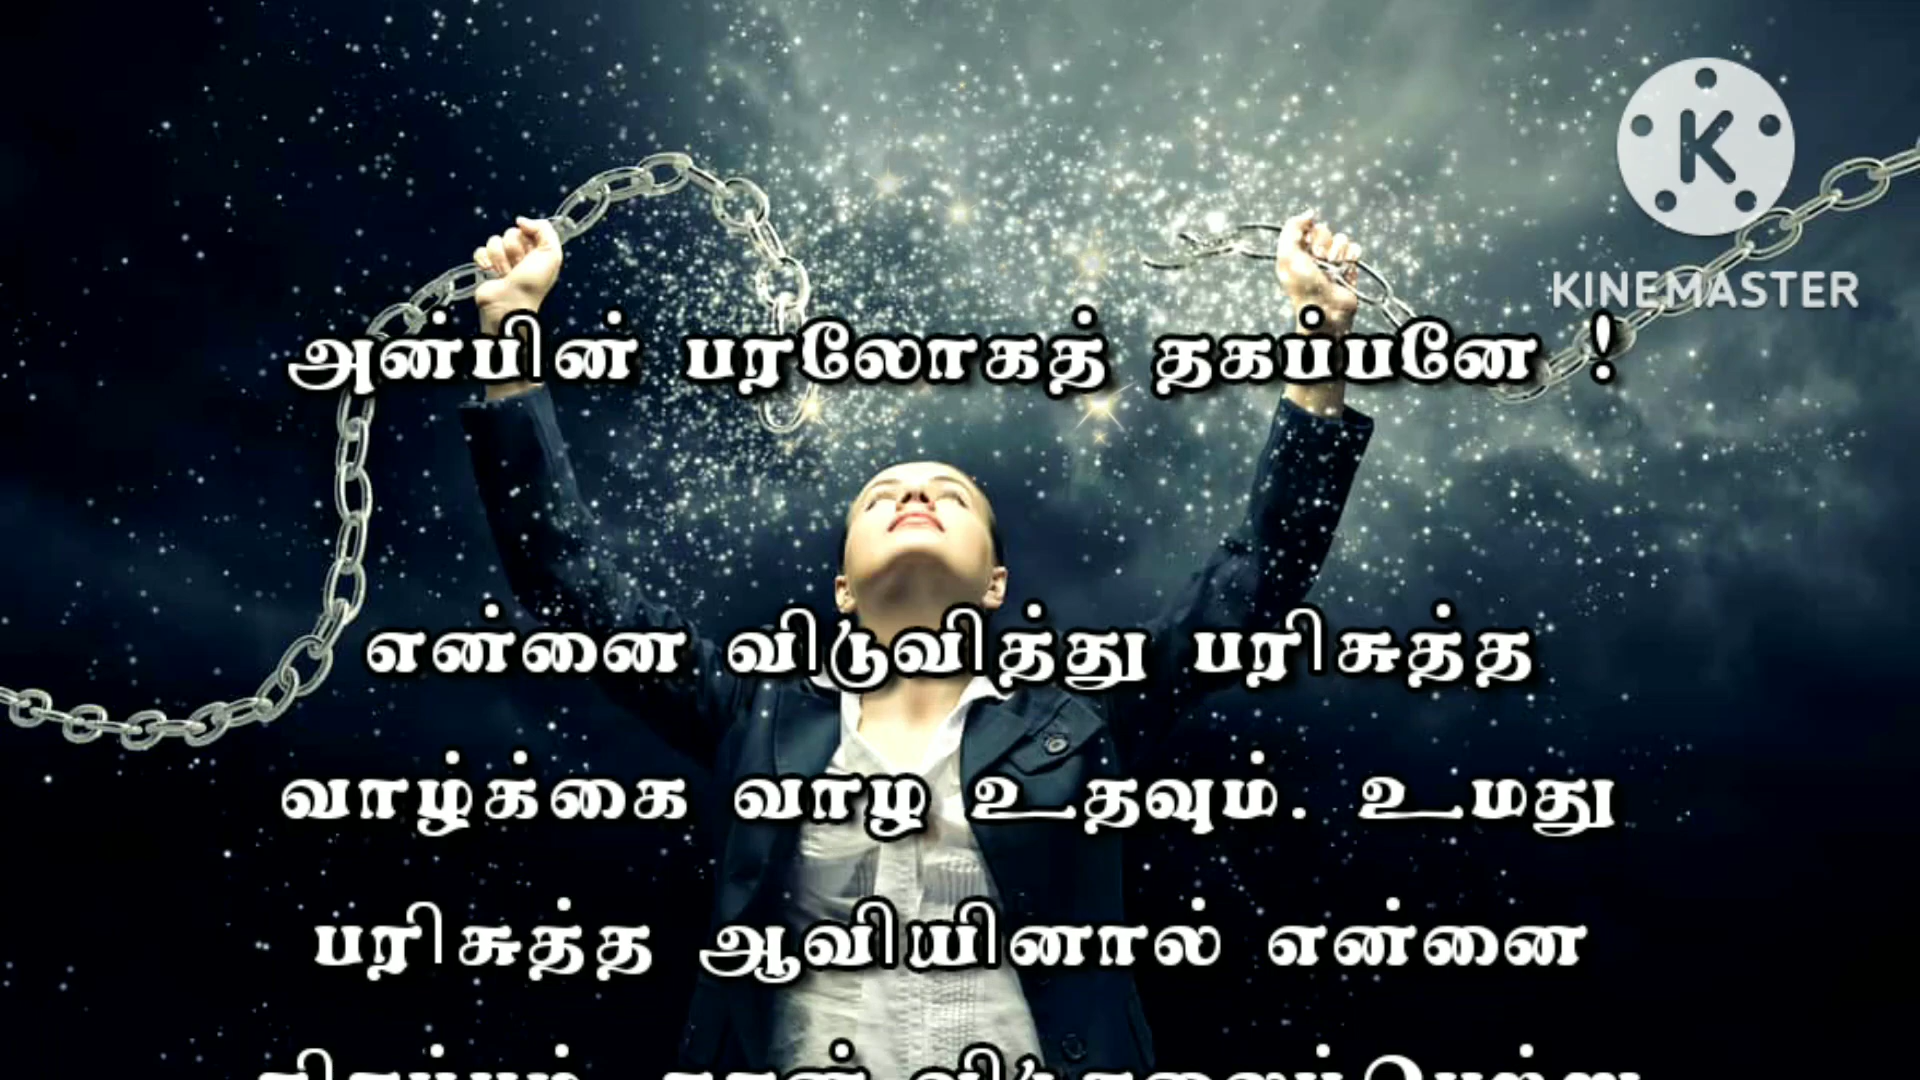 K
KINEMASTER
அன்பின் பரலோகத் தகப்பனே !
என்னை விடுவித்து பரிசுத்த
வாழ்க்கை வாழ உதவும். உமது
பரிசுத்த ஆவியினால் என்னை